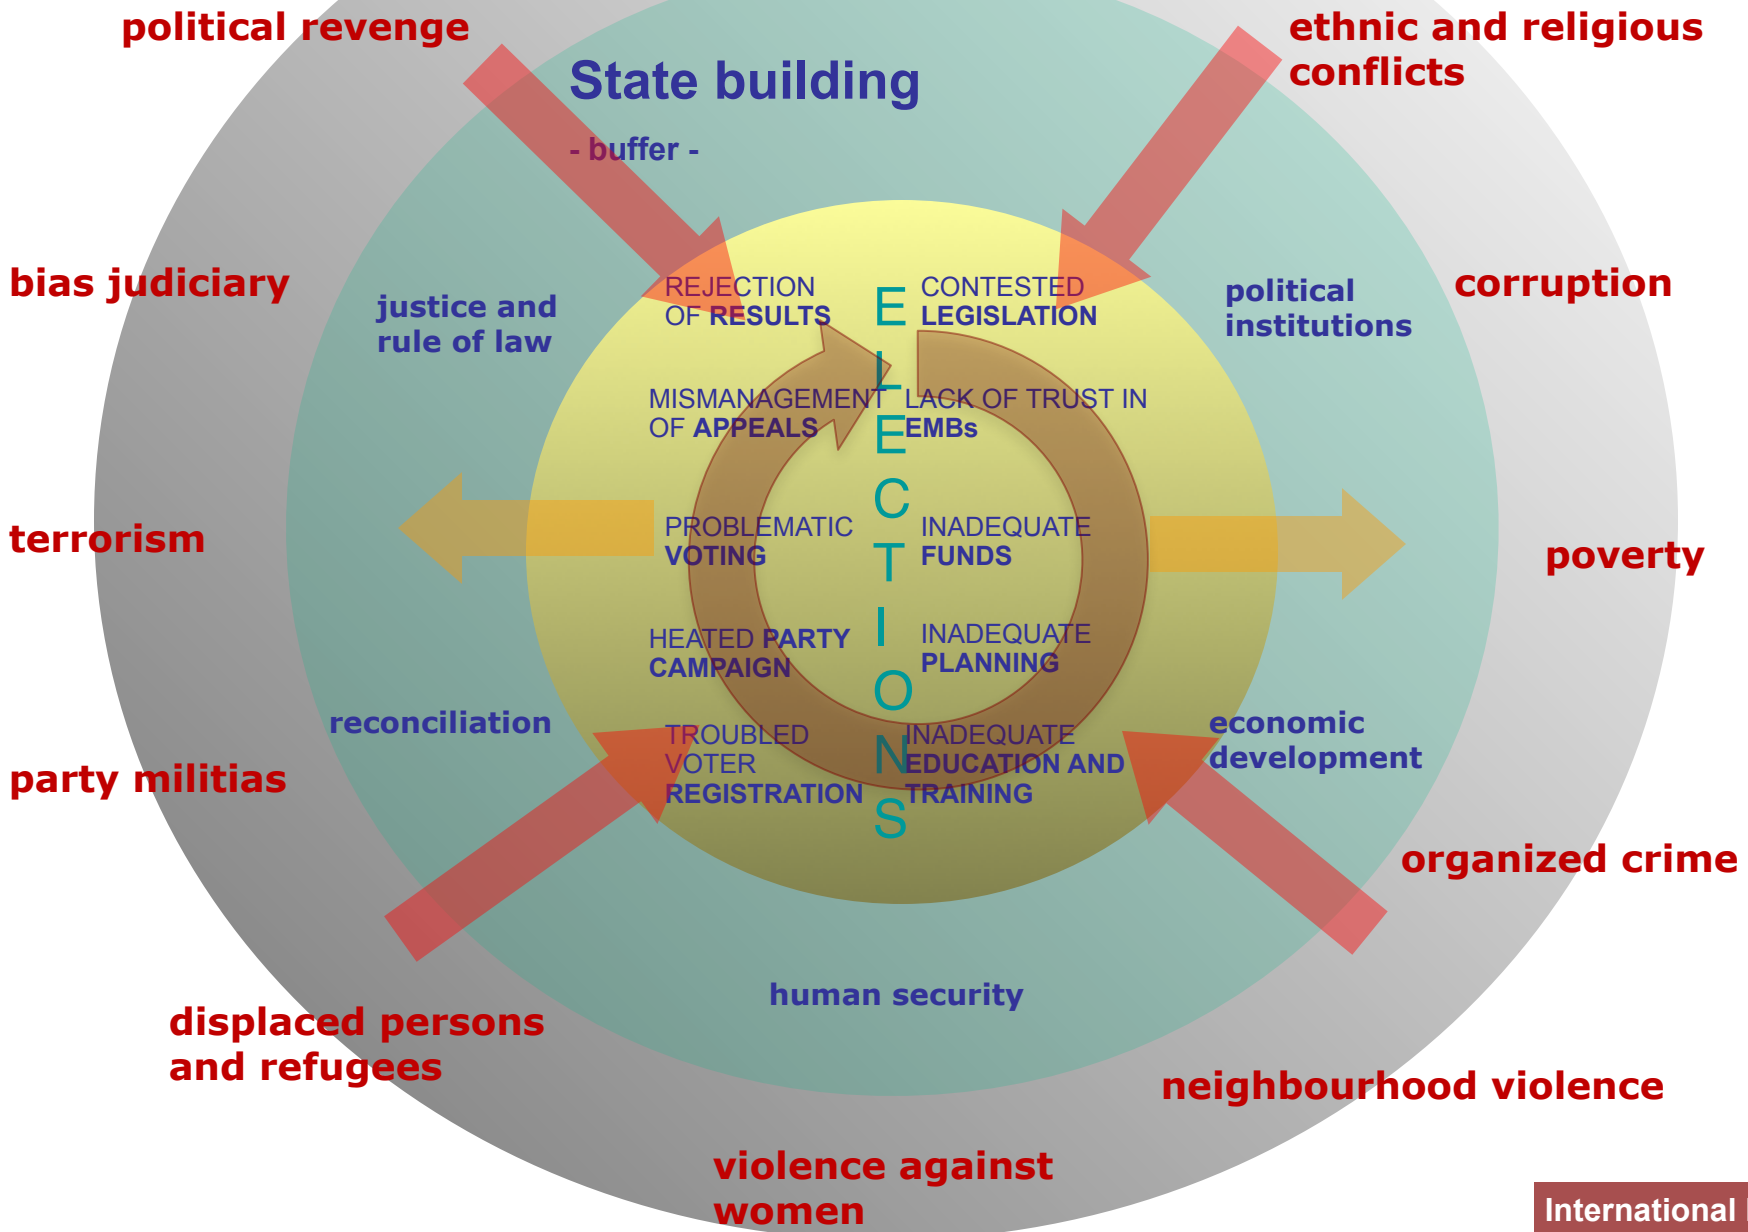 political revenge
ethnic and religious
conflicts
State building
- buffer -
bias judiciary
justice and
rule of law
REJECTION
OF RESULTS
ELECTIONS
CONTESTED
LEGISLATION
political
institutions
corruption
MISMANAGEMENT
OF APPEALS
LACK OF TRUST IN
EMBs
terrorism
PROBLEMATIC
VOTING
INADEQUATE
FUNDS
poverty
HEATED PARTY
CAMPAIGN
INADEQUATE
PLANNING
reconciliation
TROUBLED
VOTER
REGISTRATION
INADEQUATE
EDUCATION AND
TRAINING
economic
development
party militias
organized crime
human security
displaced persons
and refugees
neighbourhood violence
violence against
women
International